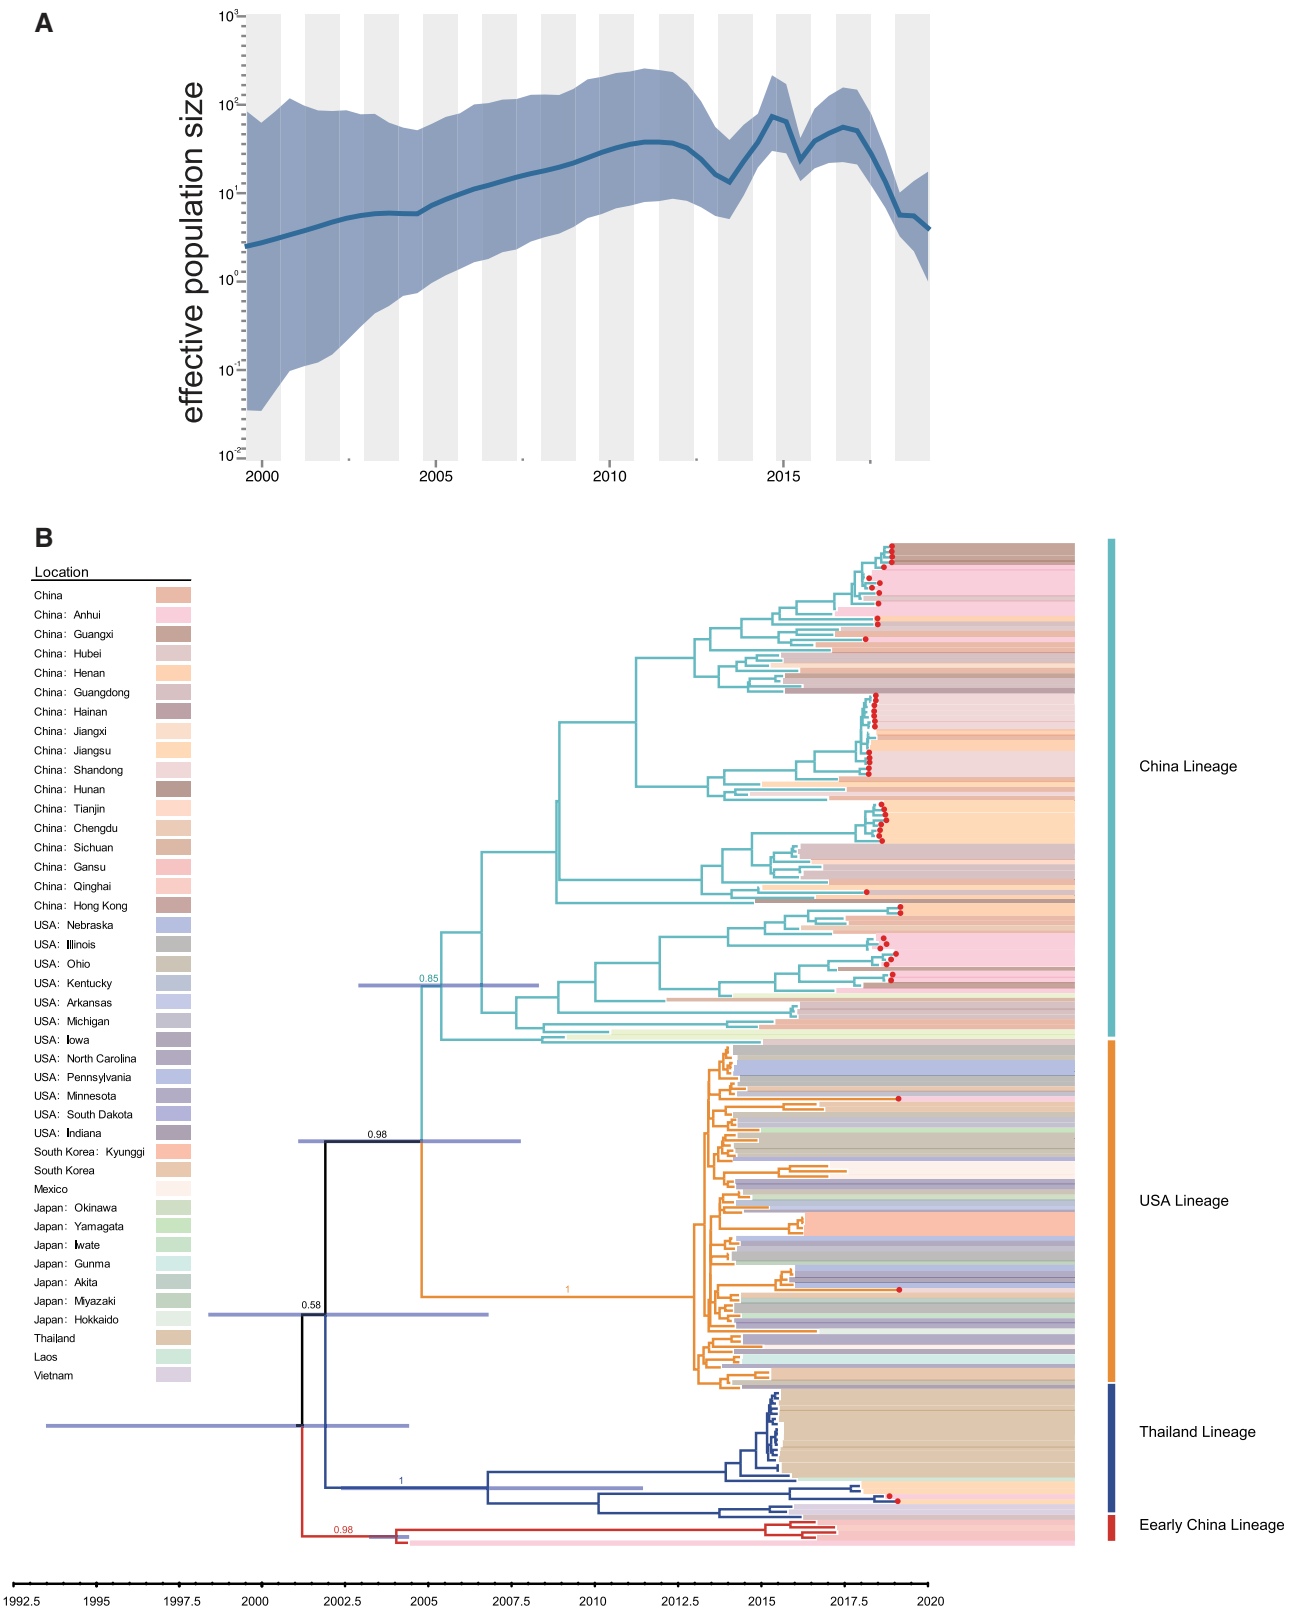 A
effective population size
10³
10²
10¹
10⁰
10⁻¹
10⁻²
2000
2005
2010
2015
B
Location
China
China: Anhui
China: Guangxi
China: Hubei
China: Henan
China: Guangdong
China: Hainan
China: Jiangxi
China: Jiangsu
China: Shandong
China: Hunan
China: Tianjin
China: Chengdu
China: Sichuan
China: Gansu
China: Qinghai
China: Hong Kong
USA: Nebraska
USA: Illinois
USA: Ohio
USA: Kentucky
USA: Arkansas
USA: Michigan
USA: Iowa
USA: North Carolina
USA: Pennsylvania
USA: Minnesota
USA: South Dakota
USA: Indiana
South Korea: Kyunggi
South Korea
Mexico
Japan: Okinawa
Japan: Yamagata
Japan: Iwate
Japan: Gunma
Japan: Akita
Japan: Miyazaki
Japan: Hokkaido
Thailand
Laos
Vietnam
0.85
0.98
1
0.58
1
0.98
China Lineage
USA Lineage
Thailand Lineage
Eearly China Lineage
1992.5
1995
1997.5
2000
2002.5
2005
2007.5
2010
2012.5
2015
2017.5
2020